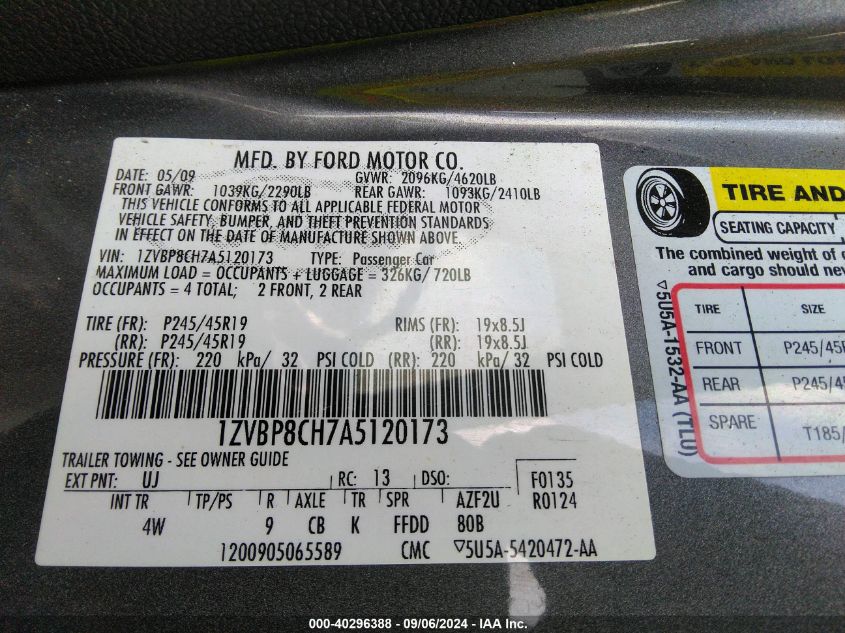 MFD. BY FORD MOTOR CO.
DATE: 05/09 GVWR: 2096KG/4620LB
FRONT GAWR: 1039KG/2290LB REAR GAWR: 1093KG/2410LB
THIS VEHICLE CONFORMS TO ALL APPLICABLE FEDERAL MOTOR
VEHICLE SAFETY, BUMPER, AND THEFT PREVENTION STANDARDS
IN EFFECT ON THE DATE OF MANUFACTURE SHOWN ABOVE.
VIN: 1ZVBP8CH7A5120173 TYPE: Passenger Car
MAXIMUM LOAD = OCCUPANTS + LUGGAGE = 326KG/ 720LB
OCCUPANTS = 4 TOTAL; 2 FRONT, 2 REAR
TIRE (FR): P245/45R19 RIMS (FR): 19x8.5J
(RR): P245/45R19 (RR): 19x8.5J
PRESSURE (FR): 220 kPa/ 32 PSI COLD (RR): 220 kPa/ 32 PSI COLD
1ZVBP8CH7A5120173
TRAILER TOWING - SEE OWNER GUIDE
EXT PNT: UJ RC: 13 DSO: F0135
INT TR TP/PS R AXLE TR SPR AZF2U R0124
4W 9 CB K FFDD 80B
1200905065589 CMC ▽5U5A-5420472-AA
TIRE AND
SEATING CAPACITY
The combined weight of
and cargo should
TIRE SIZE
FRONT P245/45
REAR P245/45
SPARE T185/
▽5U5A-1532-AA (TLU)
000-40296388 - 09/06/2024 - IAA Inc.